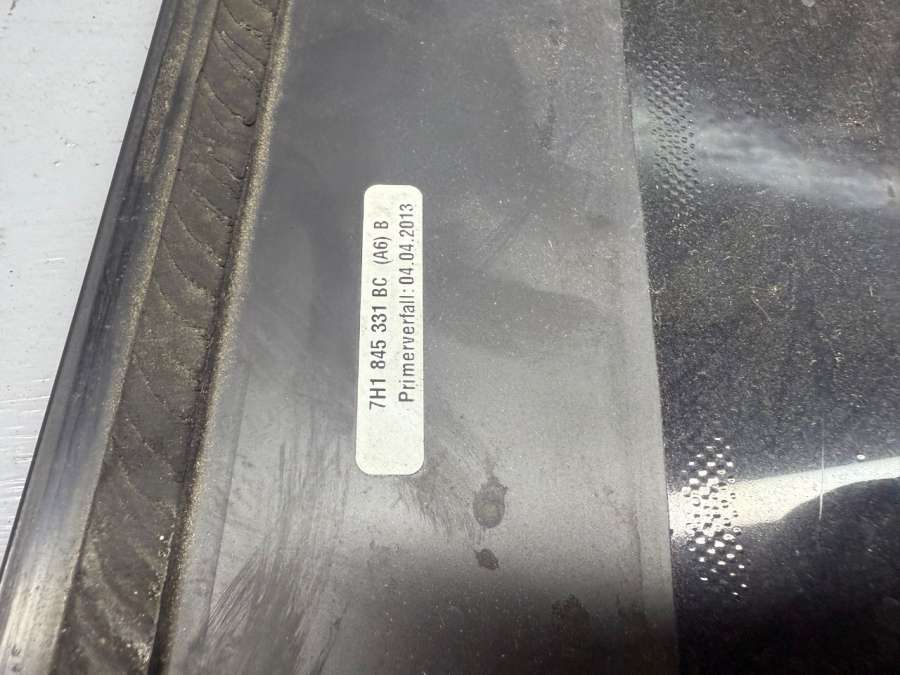 7H1 845 331 BC (A6) B
Primerverfall: 04.04.2013